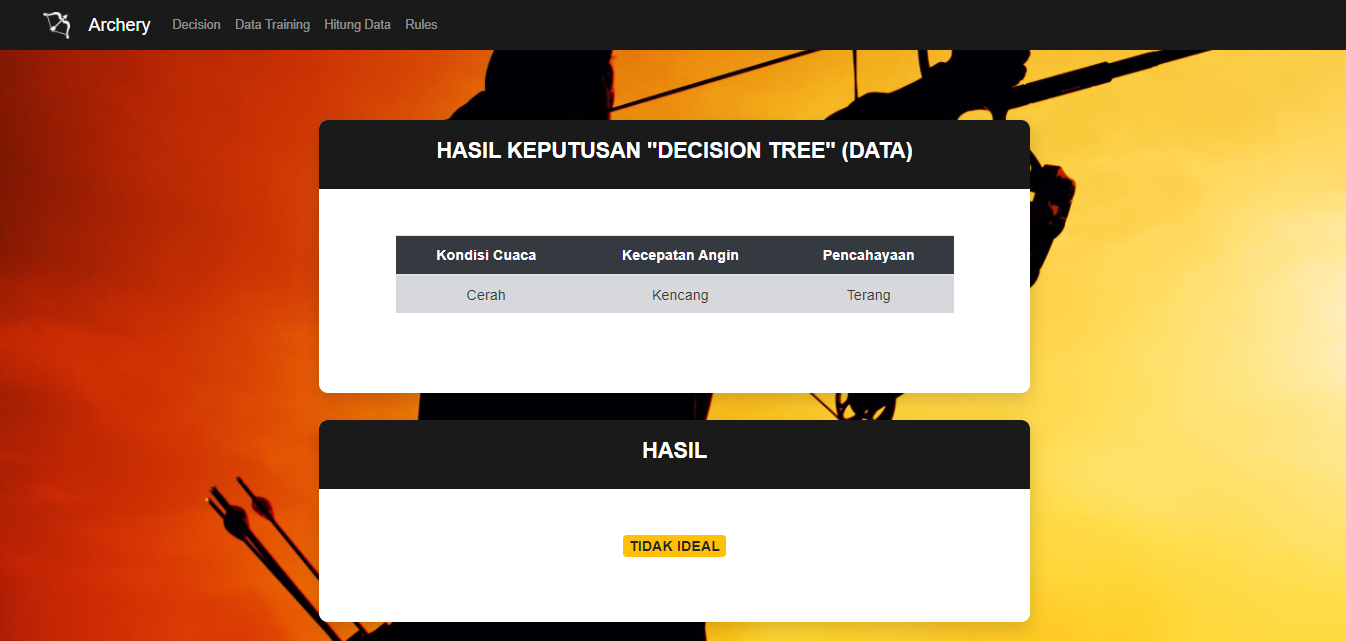 Archery Decision Data Training Hitung Data Rules
HASIL KEPUTUSAN "DECISION TREE" (DATA)
Kondisi Cuaca Kecepatan Angin Pencahayaan
Cerah Kencang Terang
HASIL
TIDAK IDEAL